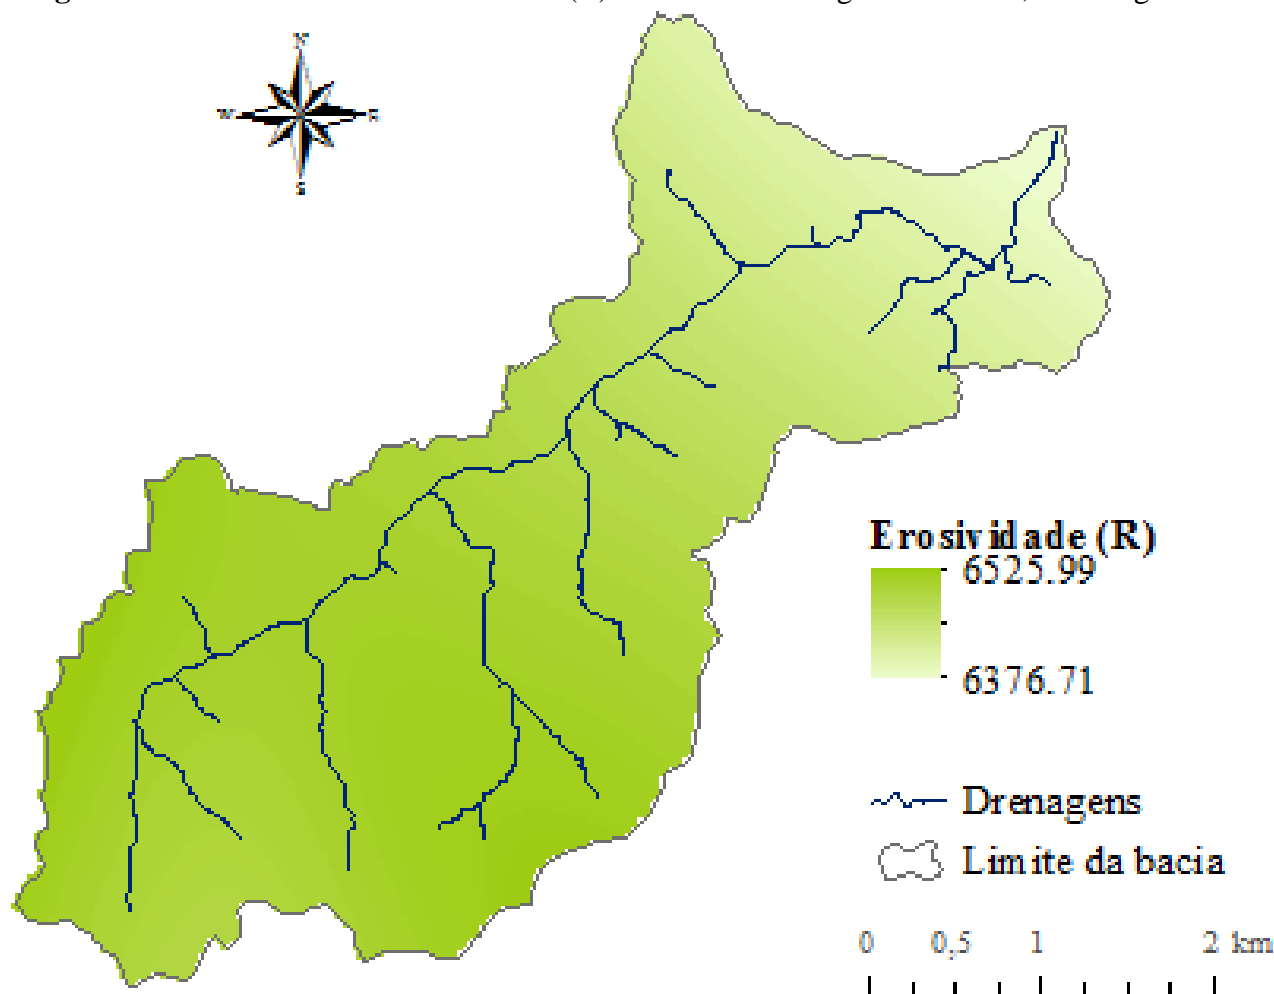 (R)
N
W
S
Erosividade (R)
6525.99
6376.71
Drenagens
Limite da bacia
0 0,5 1 2 km